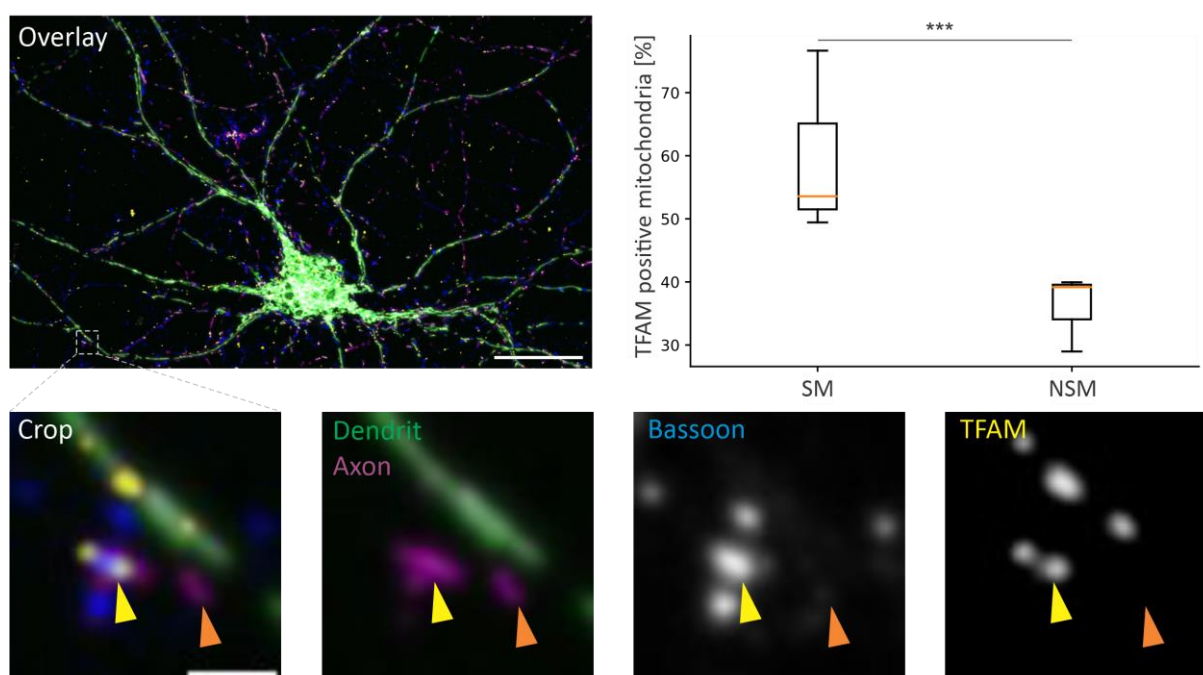 Overlay
***
TFAM positive mitochondria [%]
70
60
50
40
30
SM
NSM
Crop
Dendrit
Axon
Bassoon
TFAM